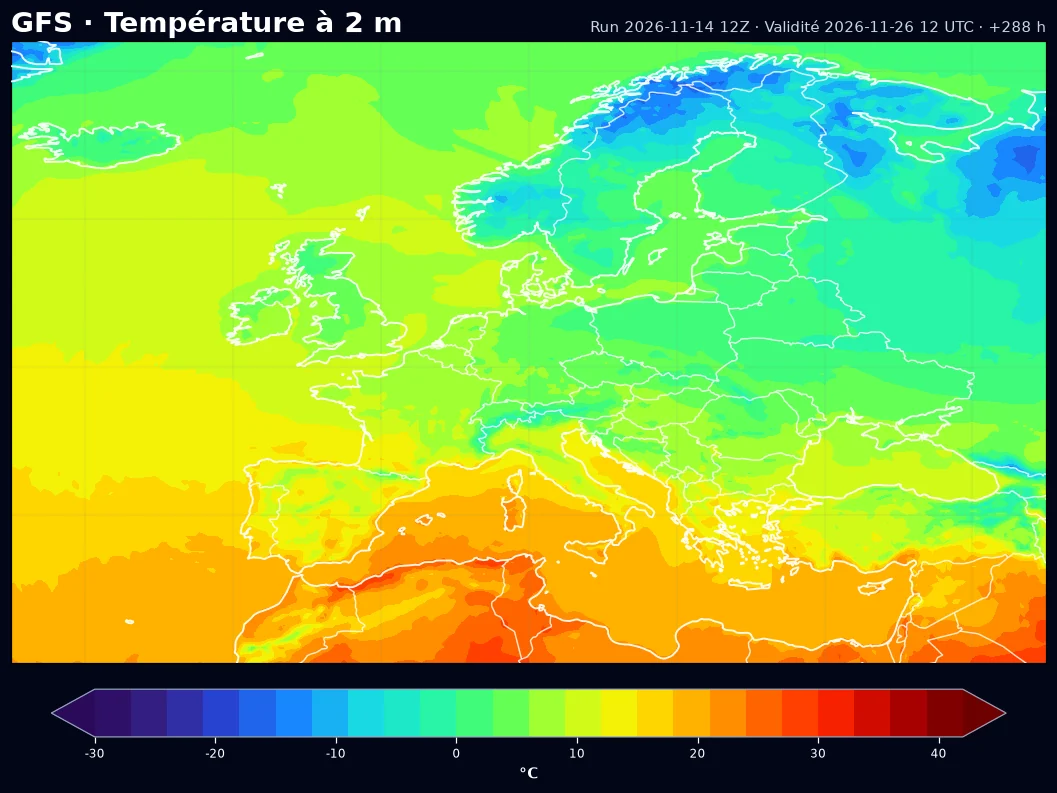 GFS · Température à 2 m
Run 2026-11-14 12Z · Validité 2026-11-26 12 UTC · +288 h
-30 -20 -10 0 10 20 30 40
°C